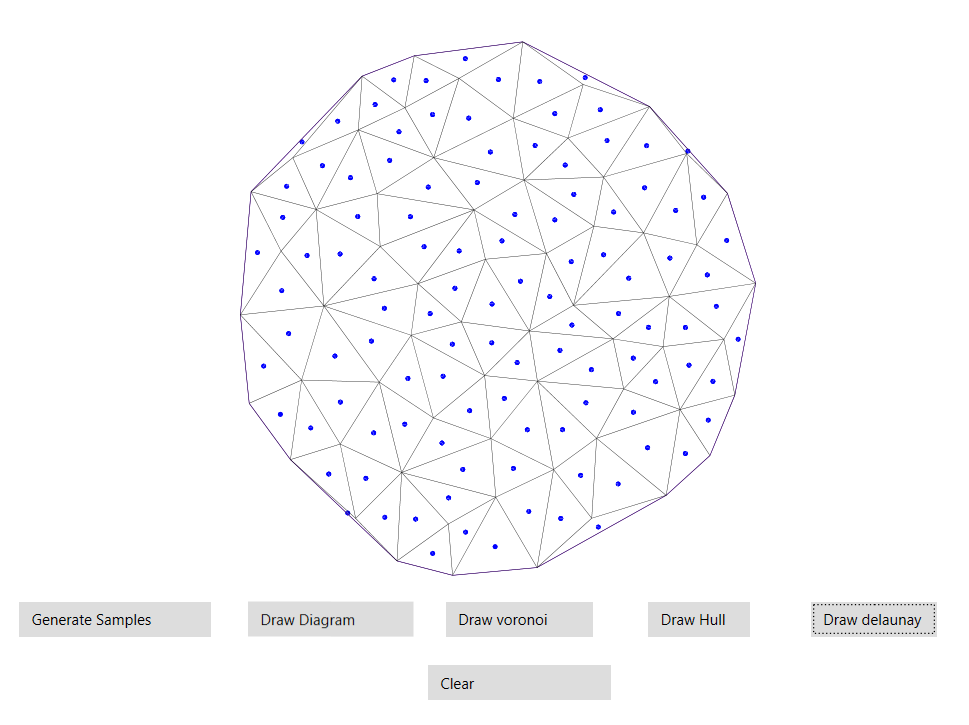 Generate Samples
Draw Diagram
Draw voronoi
Draw Hull
Draw delaunay
Clear